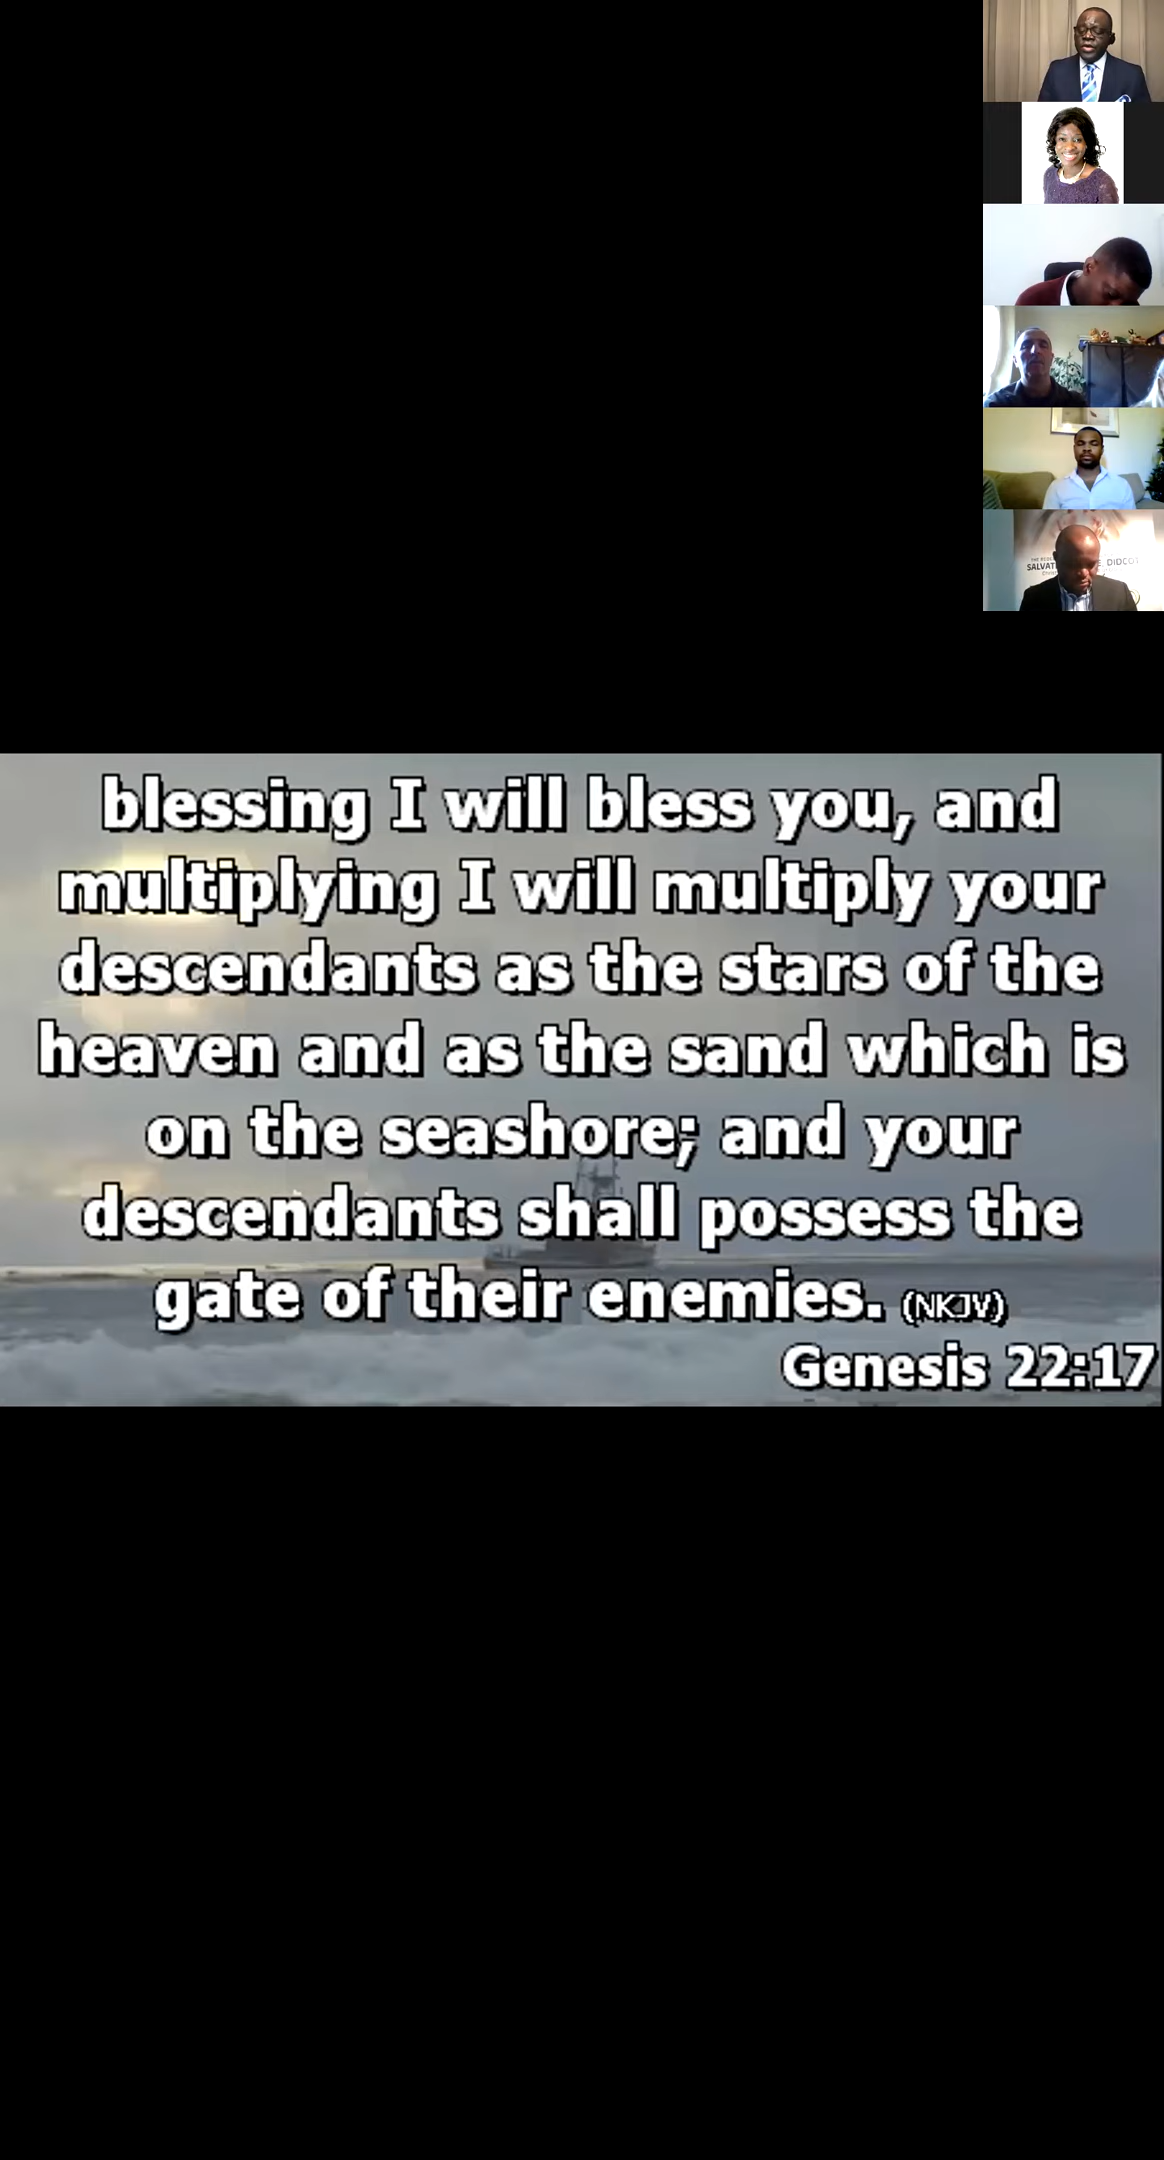 SALVAT
E, DIDCOT
blessing I will bless you, and
multiplying I will multiply your
descendants as the stars of the
heaven and as the sand which is
on the seashore; and your
descendants shall possess the
gate of their enemies. (NKJV)
Genesis 22:17